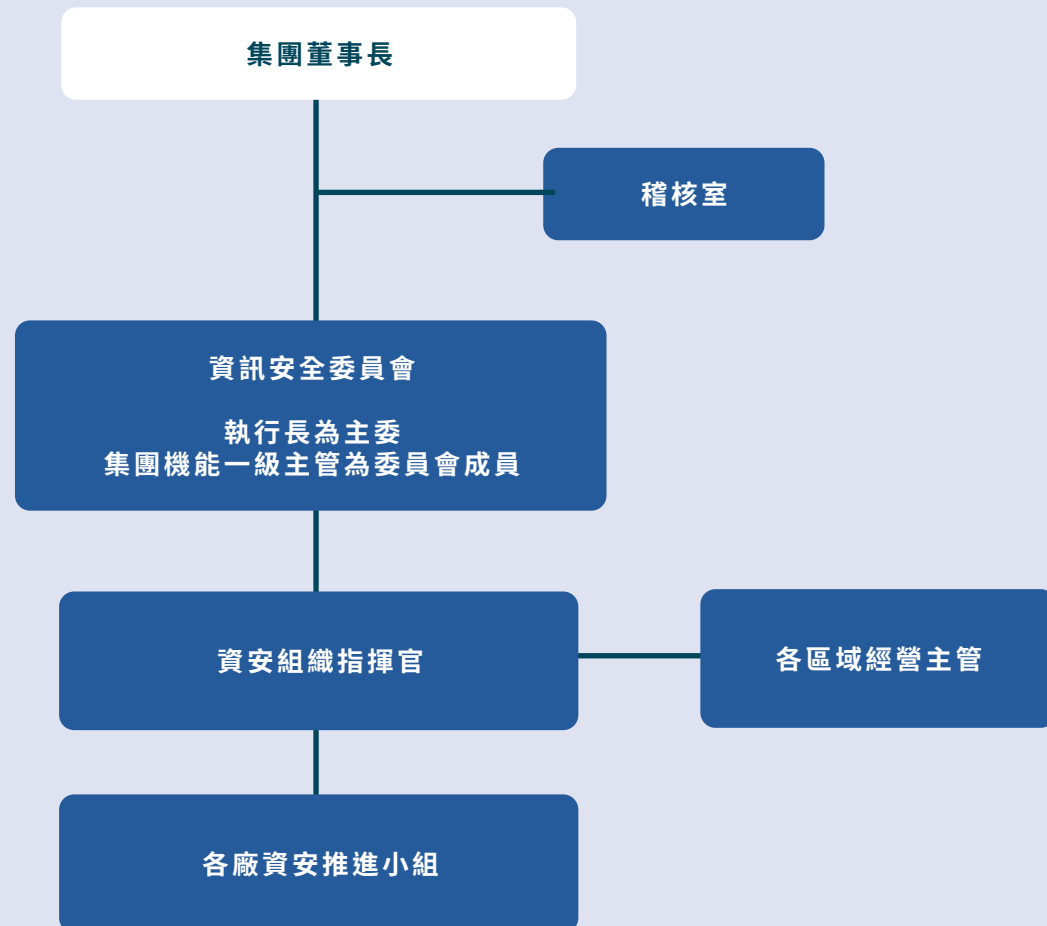 集團董事長
稽核室
資訊安全委員會
執行長為主委
集團機能一級主管為委員會成員
資安組織指揮官
各區域經營主管
各廠資安推進小組